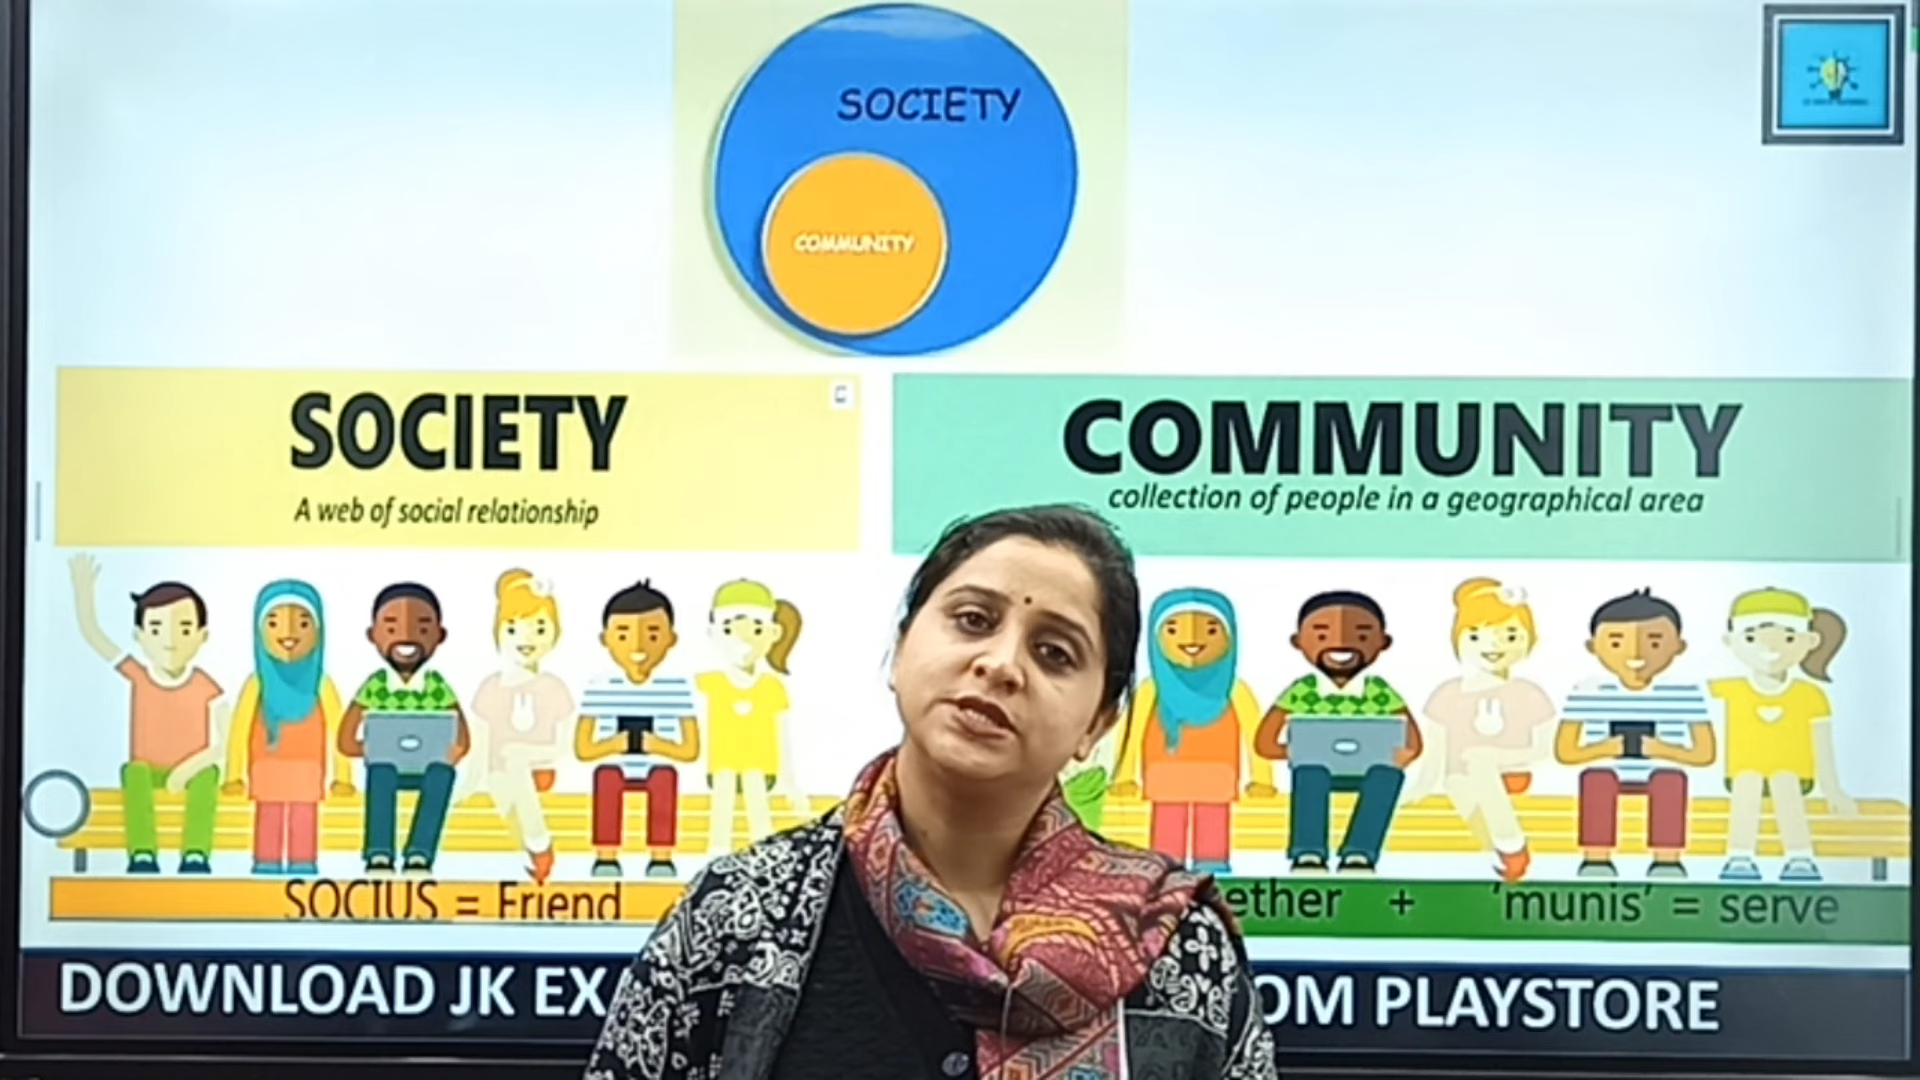 SOCIETY
COMMUNITY
SOCIETY
A web of social relationship
COMMUNITY
collection of people in a geographical area
SOCIUS = Friend
ether + 'munis' = serve
DOWNLOAD JK EX
OM PLAYSTORE